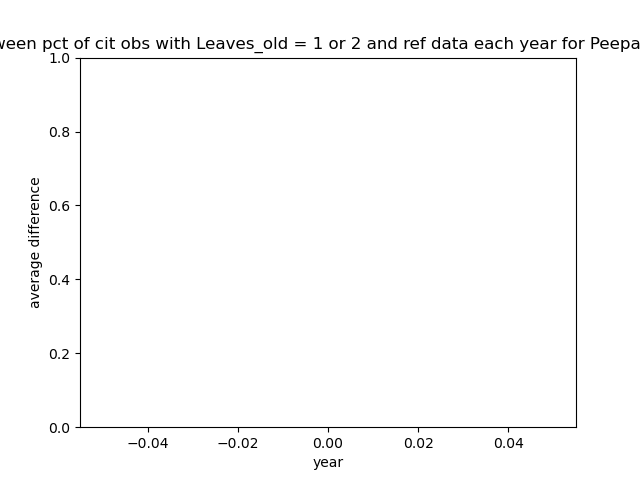 pct of cit obs with Leaves_old = 1 or 2 and ref data each year for
1.0
0.8
0.6
0.4
0.2
0.0
average difference
−0.04 −0.02 0.00 0.02 0.04
year